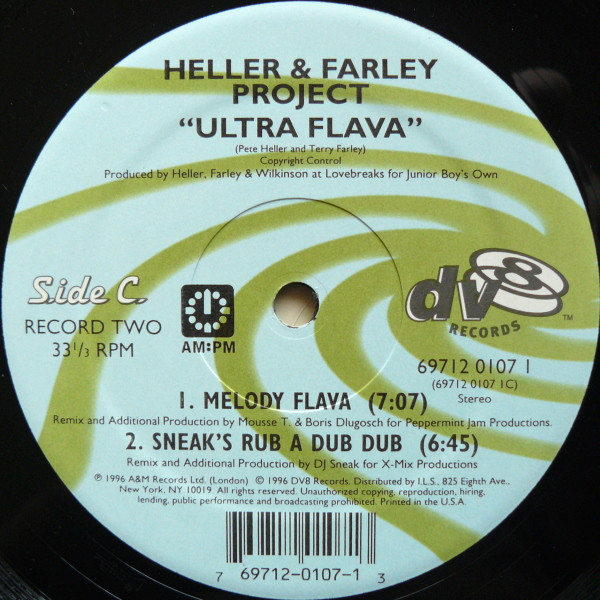 HELLER & FARLEY
PROJECT
"ULTRA FLAVA"
(Pete Heller and Terry Farley)
Copyright Control
Produced by Heller, Farley & Wilkinson at Lovebreaks for Junior Boy's Own
Side C.
RECORD TWO
33 1/3 RPM
AM:PM
dv8
RECORDS
TM
69712 0107 1
(69712 0107 1C)
Stereo
1. MELODY FLAVA (7:07)
Remix and Additional Production by Mousse T. & Boris Dlugosch for Peppermint Jam Productions.
2. SNEAK'S RUB A DUB DUB (6:45)
Remix and Additional Production by DJ Sneak for X-Mix Productions
℗ 1996 A&M Records Ltd. (London) © 1996 DV8 Records. Distributed by I.L.S., 825 Eighth Ave.,
New York, NY 10019. All rights reserved. Unauthorized copying, reproduction, hiring,
lending, public performance and broadcasting prohibited. Printed in the U.S.A.
7 69712-0107-1 3